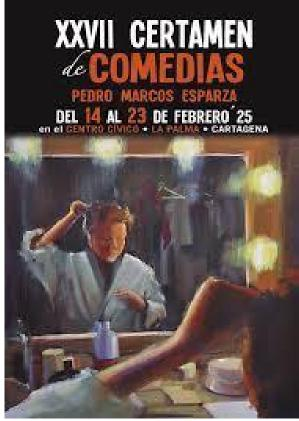 XXVII CERTAMEN
de COMEDIAS
PEDRO MARCOS ESPARZA
DEL 14 AL 23 DE FEBRERO '25
en el CENTRO CÍVICO • LA PALMA • CARTAGENA